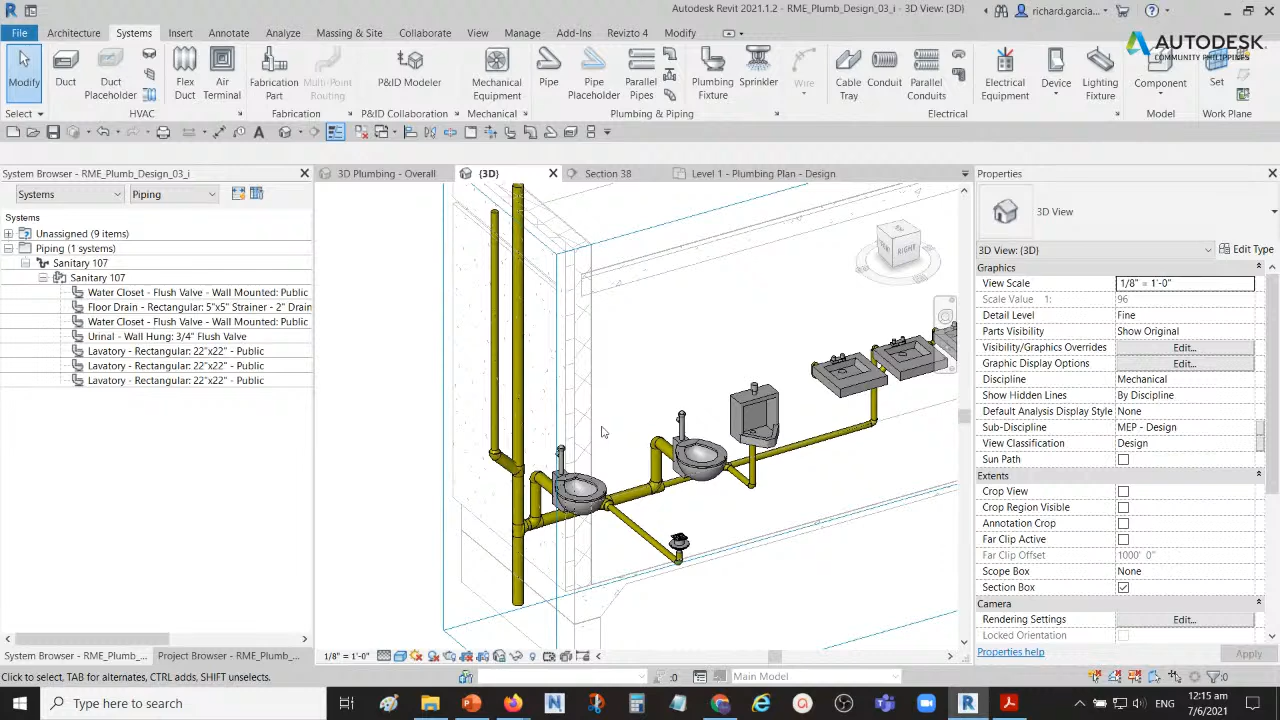 Autodesk Revit 2021.1.2 - RME_Plumb_Design_03_i - 3D View: {3D}
richard.garcia...
AUTODESK
COMMUNITY PHILIPPINES
File Architecture Systems Insert Annotate Analyze Massing & Site Collaborate View Manage Add-Ins Revizto 4 Modify
Modify
Duct
Duct Placeholder
Flex Duct
Air Terminal
Fabrication Part
Multi-Point Routing
P&ID Modeler
Mechanical Equipment
Pipe
Pipe Placeholder
Parallel Pipes
Plumbing Fixture
Sprinkler
Wire
Cable Tray
Conduit
Parallel Conduits
Electrical Equipment
Device
Lighting Fixture
Component
Set
Select HVAC Fabrication P&ID Collaboration Mechanical Plumbing & Piping Electrical Model Work Plane
System Browser - RME_Plumb_Design_03_i
3D Plumbing - Overall
{3D}
Section 38
Level 1 - Plumbing Plan - Design
Properties
Systems
Piping
Systems
Unassigned (9 items)
Piping (1 systems)
Sanitary 107
Sanitary 107
Water Closet - Flush Valve - Wall Mounted: Public
Floor Drain - Rectangular: 5"x5" Strainer - 2" Drain
Water Closet - Flush Valve - Wall Mounted: Public
Urinal - Wall Hung: 3/4" Flush Valve
Lavatory - Rectangular: 22"x22" - Public
Lavatory - Rectangular: 22"x22" - Public
Lavatory - Rectangular: 22"x22" - Public
RIGHT
3D View
3D View: {3D}
Edit Type
Graphics
View Scale 1/8" = 1'-0"
Scale Value 1: 96
Detail Level Fine
Parts Visibility Show Original
Visibility/Graphics Overrides Edit...
Graphic Display Options Edit...
Discipline Mechanical
Show Hidden Lines By Discipline
Default Analysis Display Style None
Sub-Discipline MEP - Design
View Classification Design
Sun Path
Extents
Crop View
Crop Region Visible
Annotation Crop
Far Clip Active
Far Clip Offset 1000' 0"
Scope Box None
Section Box
Camera
Rendering Settings Edit...
Locked Orientation
Properties help
Apply
System Browser - RME_Plumb_...
Project Browser - RME_Plumb_...
1/8" = 1'-0"
Click to select, TAB for alternates, CTRL adds, SHIFT unselects.
:0
Main Model
:0
Type here to search
ENG
12:15 am
7/6/2021